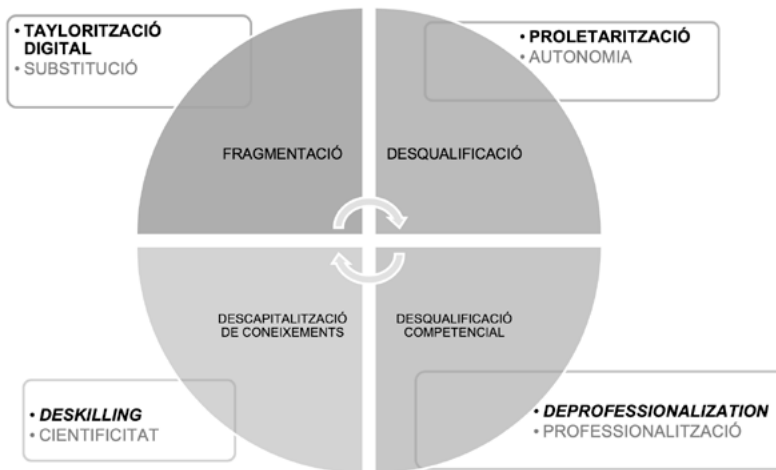 • TAYLORITZACIÓ
DIGITAL
• SUBSTITUCIÓ
• PROLETARITZACIÓ
• AUTONOMIA
FRAGMENTACIÓ
DESQUALIFICACIÓ
DESCAPITALITZACIÓ
DE CONEIXEMENTS
DESQUALIFICACIÓ
COMPETENCIAL
• DESKILLING
• CIENTIFICITAT
• DEPROFESSIONALIZATION
• PROFESSIONALITZACIÓ